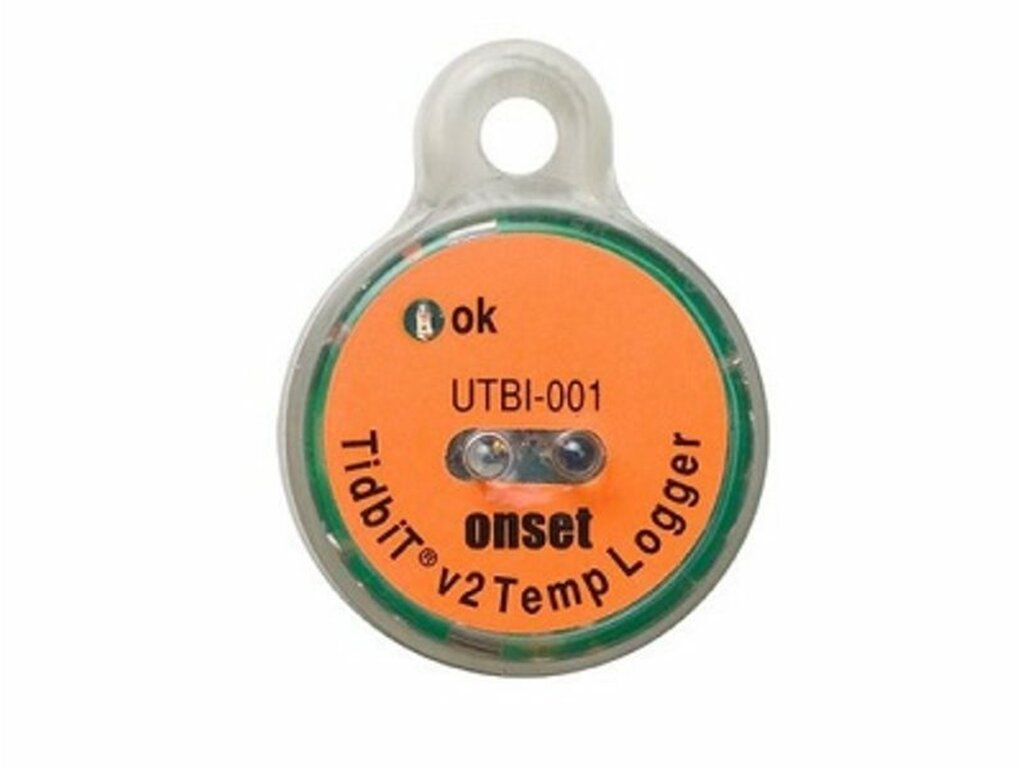 ok
UTBI-001
onset
TidbiT® v2 Temp Logger